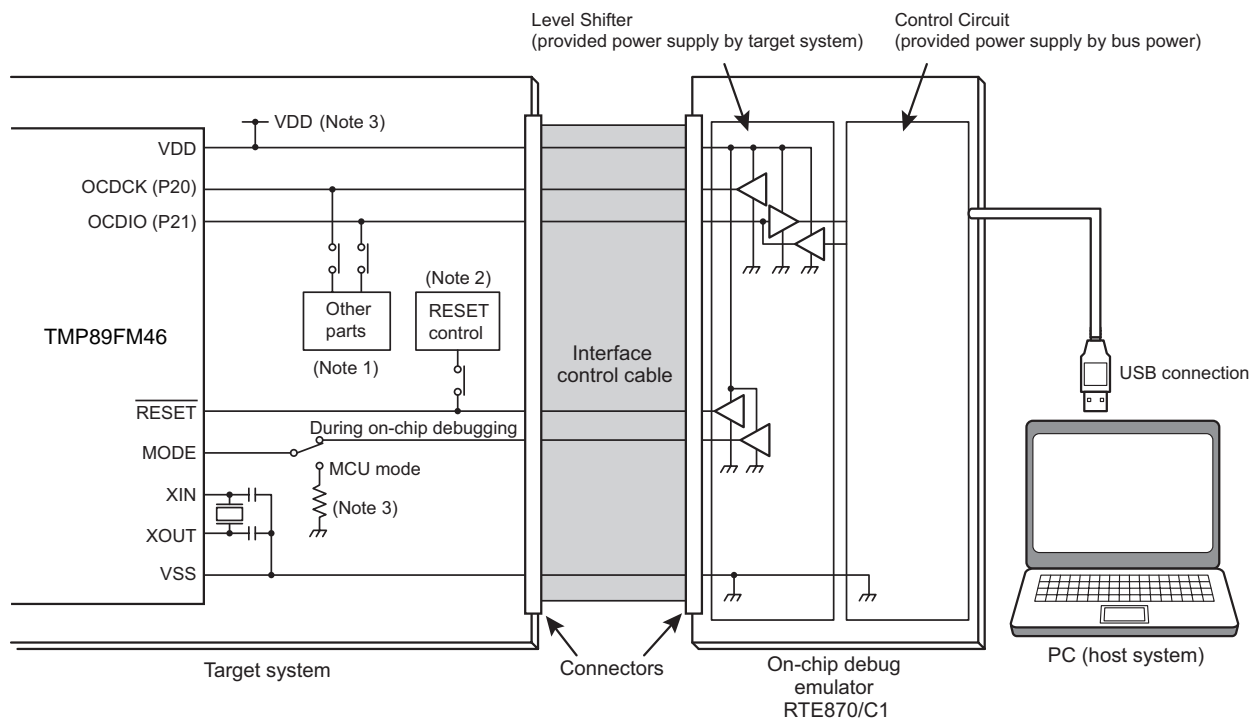 Level Shifter
(provided power supply by target system)
Control Circuit
(provided power supply by bus power)
VDD (Note 3)
VDD
OCDCK (P20)
OCDIO (P21)
(Note 2)
Other
parts
RESET
control
TMP89FM46
(Note 1)
Interface
control cable
USB connection
RESET
During on-chip debugging
MODE
MCU mode
XIN
(Note 3)
XOUT
VSS
Target system
Connectors
On-chip debug
emulator
RTE870/C1
PC (host system)